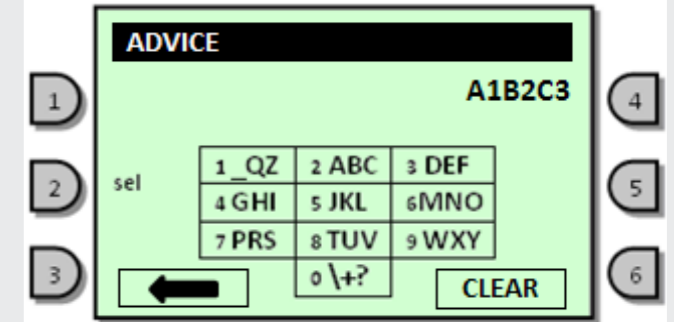 ADVICE
A1B2C3
1 4
1 _QZ 2 ABC 3 DEF
2 sel 5
4 GHI 5 JKL 6MNO
7 PRS 8 TUV 9 WXY
3 0 \+? CLEAR 6